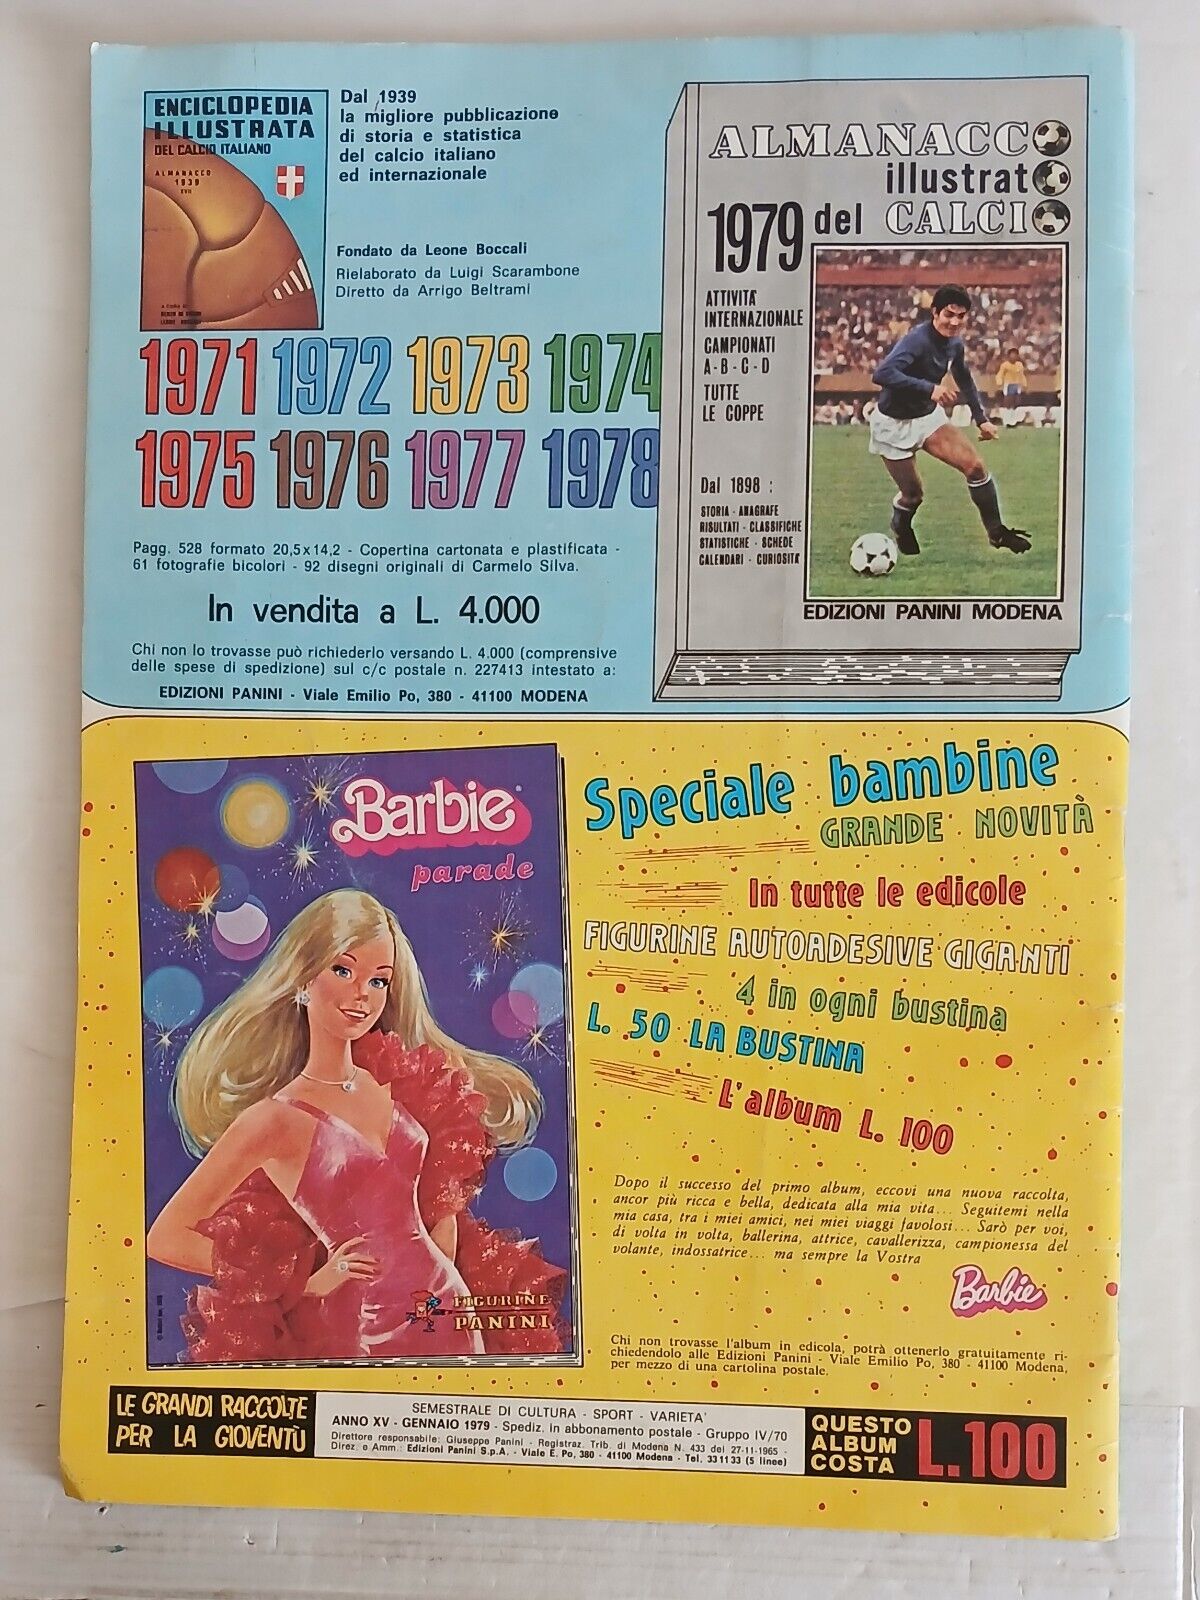 ENCICLOPEDIA
ILLUSTRATA
DEL CALCIO ITALIANO
ALMANACCO
1939
XVII
Dal 1939
la migliore pubblicazione
di storia e statistica
del calcio italiano
ed internazionale
Fondato da Leone Boccali
Rielaborato da Luigi Scarambone
Diretto da Arrigo Beltrami
1971 1972 1973 1974
1975 1976 1977 1978
Pagg. 528 formato 20,5x14,2 - Copertina cartonata e plastificata -
61 fotografie bicolori - 92 disegni originali di Carmelo Silva.
In vendita a L. 4.000
Chi non lo trovasse può richiederlo versando L. 4.000 (comprensive
delle spese di spedizione) sul c/c postale n. 227413 intestato a:
EDIZIONI PANINI - Viale Emilio Po, 380 - 41100 MODENA
ALMANACCO
illustrato
1979 del CALCIO
ATTIVITA'
INTERNAZIONALE
CAMPIONATI
A-B-C-D
TUTTE
LE COPPE
Dal 1898 :
STORIA - ANAGRAFE
RISULTATI - CLASSIFICHE
STATISTICHE - SCHEDE
CALENDARI - CURIOSITA'
EDIZIONI PANINI MODENA
Barbie
parade
FIGURINE
PANINI
Speciale bambine
GRANDE NOVITÀ
In tutte le edicole
FIGURINE AUTOADESIVE GIGANTI
4 in ogni bustina
L. 50 LA BUSTINA
L'album L. 100
Dopo il successo del primo album, eccovi una nuova raccolta,
ancor più ricca e bella, dedicata alla mia vita... Seguitemi nella
mia casa, tra i miei amici, nei miei viaggi favolosi... Sarò per voi,
di volta in volta, ballerina, attrice, cavallerizza, campionessa del
volante, indossatrice... ma sempre la Vostra
Barbie
Chi non trovasse l'album in edicola, potrà ottenerlo gratuitamente ri-
chiedendolo alle Edizioni Panini - Viale Emilio Po, 380 - 41100 Modena,
per mezzo di una cartolina postale.
LE GRANDI RACCOLTE
PER LA GIOVENTÙ
SEMESTRALE DI CULTURA - SPORT - VARIETA'
ANNO XV - GENNAIO 1979 - Spediz. in abbonamento postale - Gruppo IV/70
Direttore responsabile: Giuseppe Panini - Registraz. Trib. di Modena N. 433 del 27-11-1965
Direz. e Amm.: Edizioni Panini S.p.A. - Viale E. Po, 380 - 41100 Modena - Tel. 331133 (5 linee)
QUESTO
ALBUM
COSTA
L.100